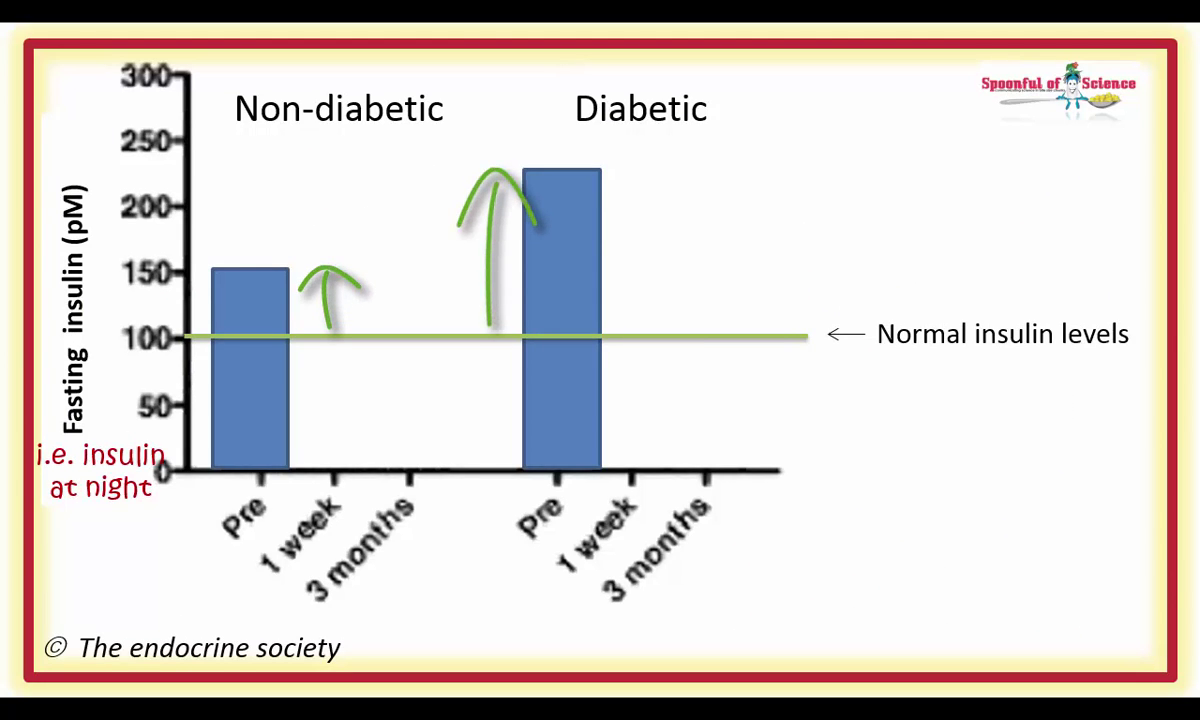 300
Non-diabetic
Diabetic
Spoonful of Science
250
200
150
100
50
0
Fasting insulin (pM)
i.e. insulin
at night
← Normal insulin levels
Pre
1 week
3 months
Pre
1 week
3 months
© The endocrine society